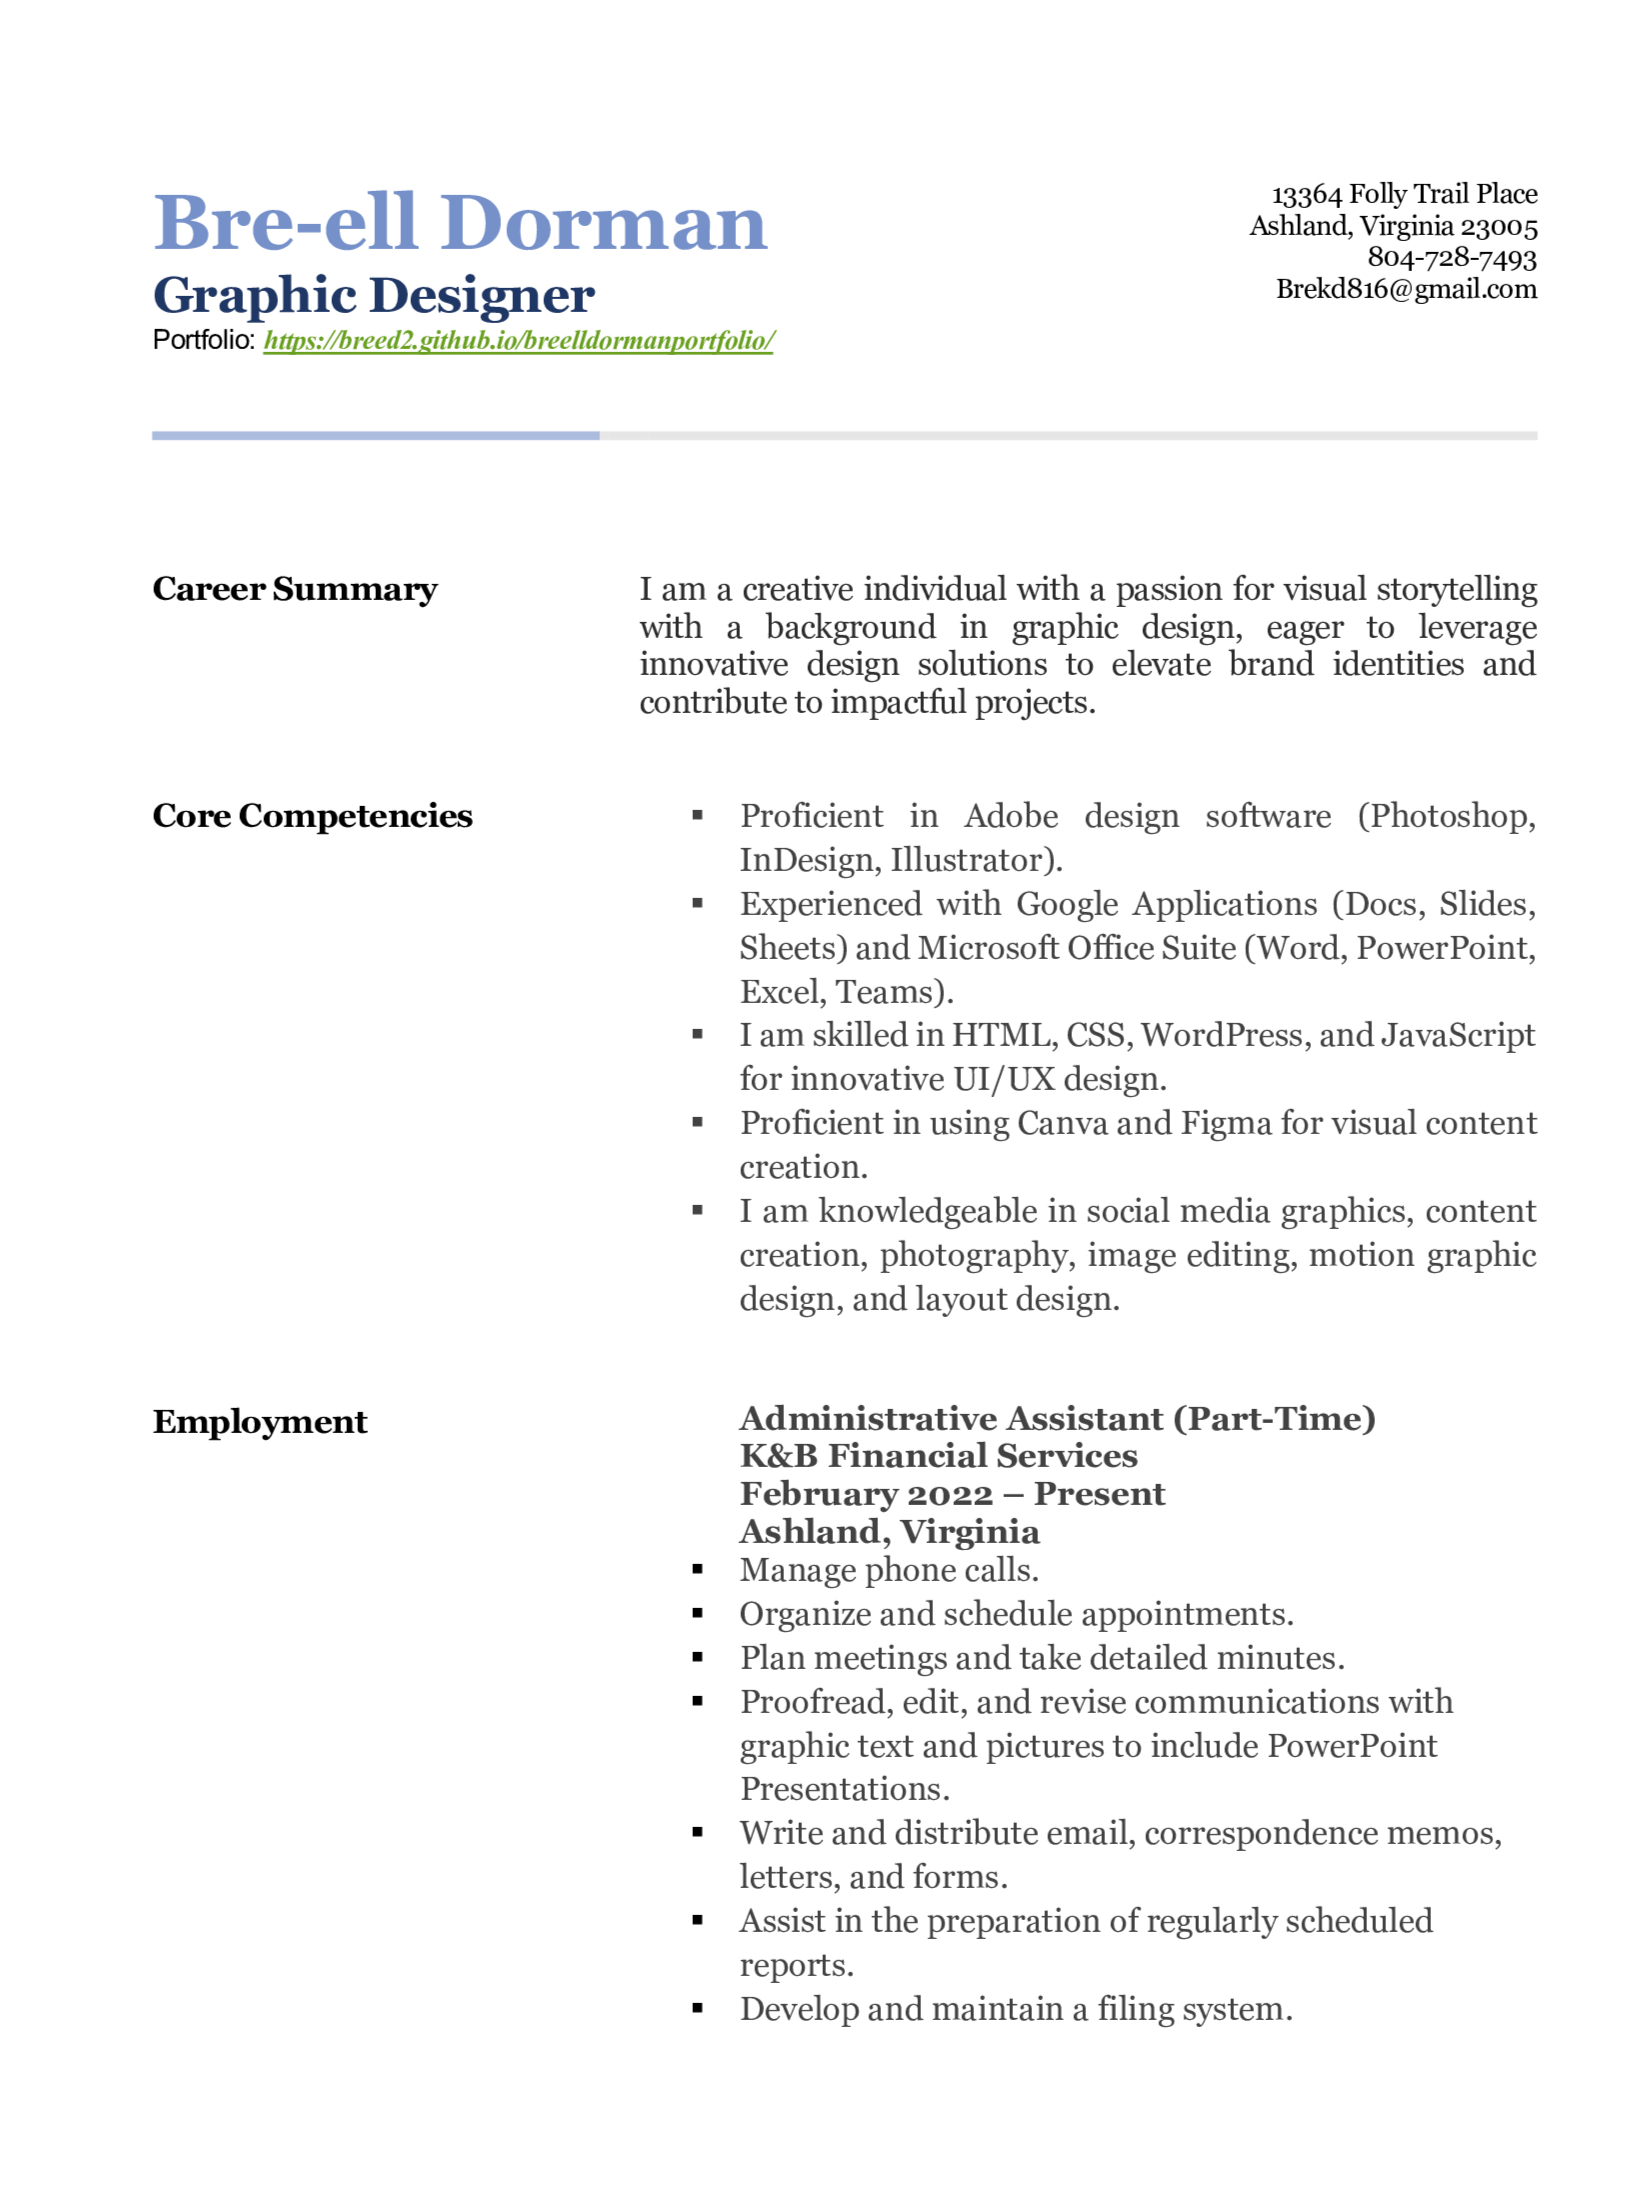 Bre-ell Dorman
Graphic Designer
Portfolio: https://breed2.github.io/breelldormanportfolio/
13364 Folly Trail Place
Ashland, Virginia 23005
804-728-7493
Brekd816@gmail.com
Career Summary
I am a creative individual with a passion for visual storytelling
with a background in graphic design, eager to leverage
innovative design solutions to elevate brand identities and
contribute to impactful projects.
Core Competencies
▪ Proficient in Adobe design software (Photoshop,
InDesign, Illustrator).
▪ Experienced with Google Applications (Docs, Slides,
Sheets) and Microsoft Office Suite (Word, PowerPoint,
Excel, Teams).
▪ I am skilled in HTML, CSS, WordPress, and JavaScript
for innovative UI/UX design.
▪ Proficient in using Canva and Figma for visual content
creation.
▪ I am knowledgeable in social media graphics, content
creation, photography, image editing, motion graphic
design, and layout design.
Employment
Administrative Assistant (Part-Time)
K&B Financial Services
February 2022 – Present
Ashland, Virginia
▪ Manage phone calls.
▪ Organize and schedule appointments.
▪ Plan meetings and take detailed minutes.
▪ Proofread, edit, and revise communications with
graphic text and pictures to include PowerPoint
Presentations.
▪ Write and distribute email, correspondence memos,
letters, and forms.
▪ Assist in the preparation of regularly scheduled
reports.
▪ Develop and maintain a filing system.